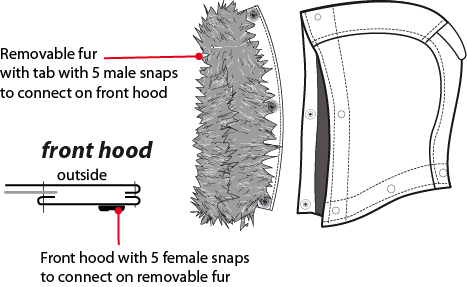 Removable fur
with tab with 5 male snaps
to connect on front hood
front hood
outside
Front hood with 5 female snaps
to connect on removable fur